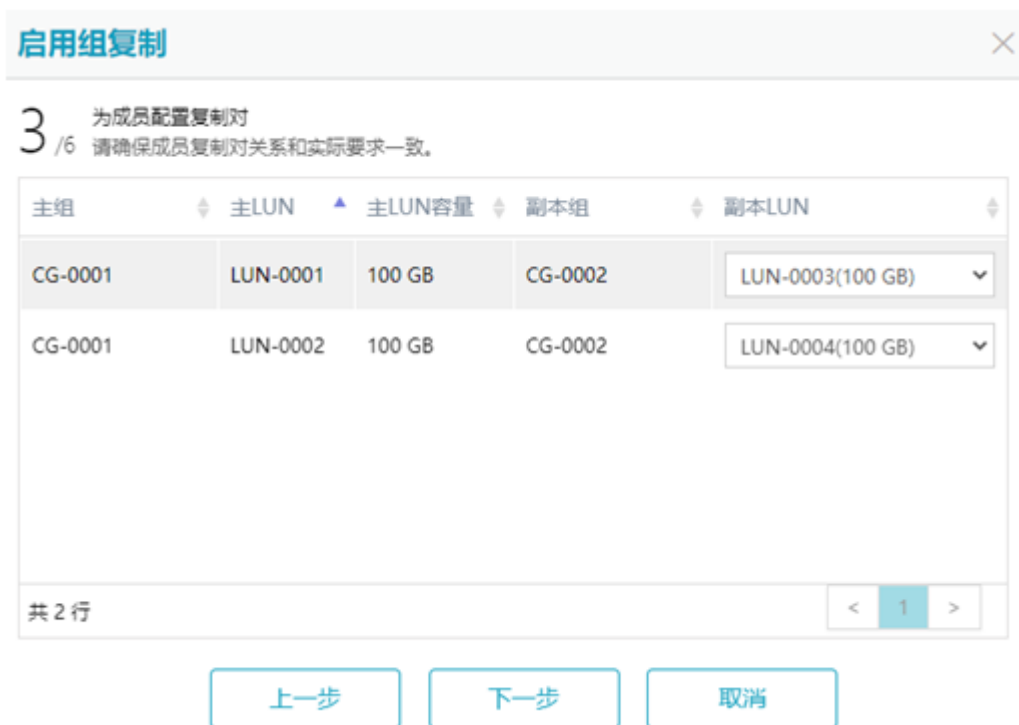 启用组复制
3/6 为成员配置复制对
请确保成员复制对关系和实际要求一致。
主组 主LUN 主LUN容量 副本组 副本LUN
CG-0001 LUN-0001 100 GB CG-0002 LUN-0003(100 GB)
CG-0001 LUN-0002 100 GB CG-0002 LUN-0004(100 GB)
共 2 行 < 1 >
上一步 下一步 取消